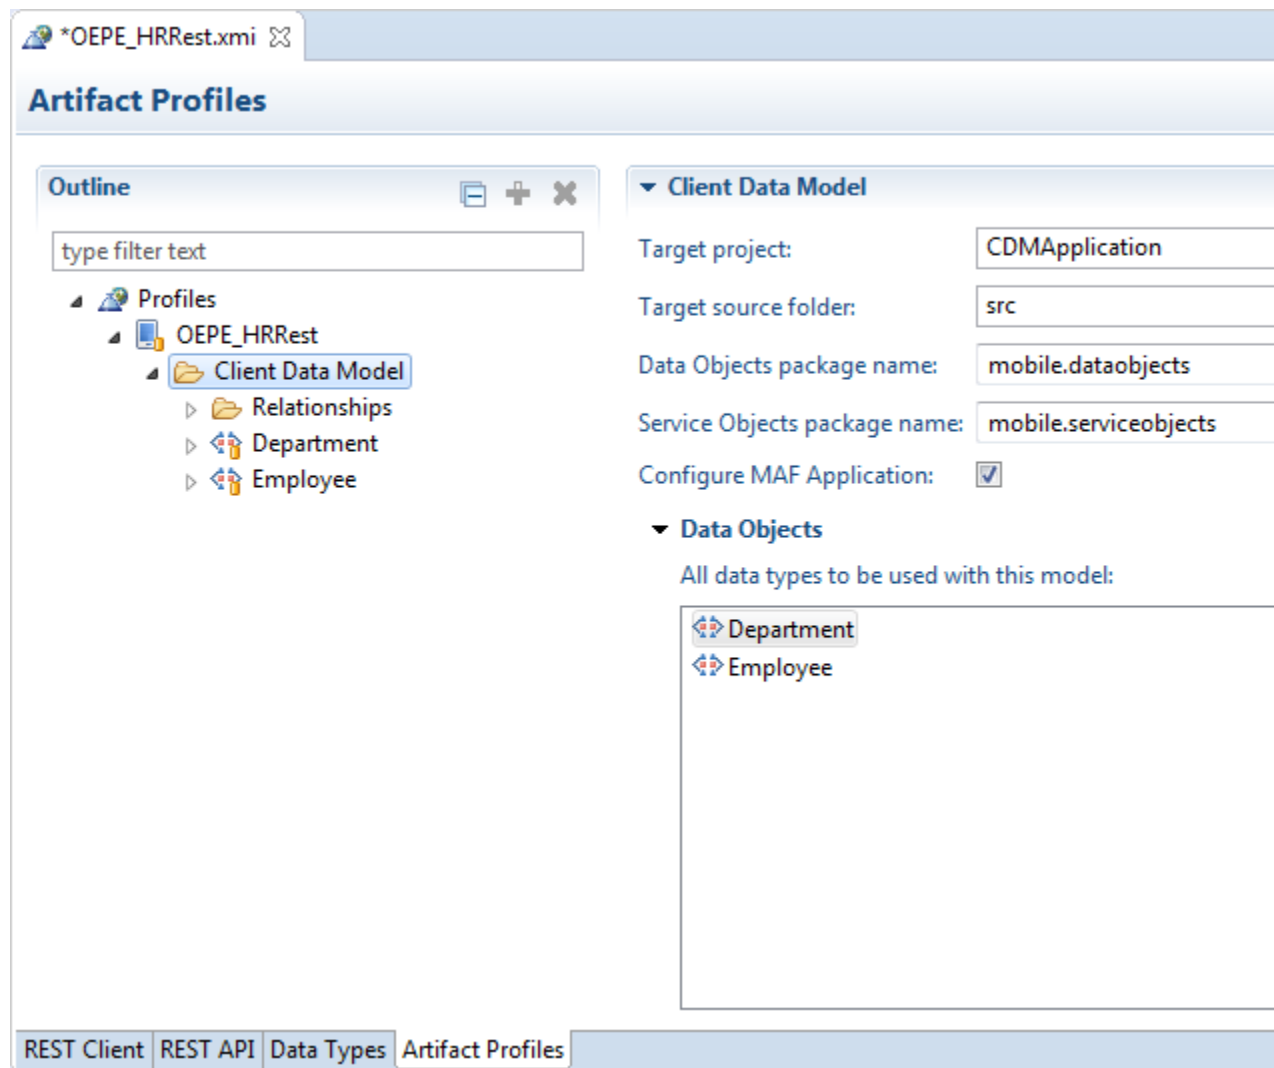 *OEPE_HRRest.xmi
Artifact Profiles
Outline
type filter text
Profiles
OEPE_HRRest
Client Data Model
Relationships
Department
Employee
Client Data Model
Target project: CDMApplication
Target source folder: src
Data Objects package name: mobile.dataobjects
Service Objects package name: mobile.serviceobjects
Configure MAF Application:
Data Objects
All data types to be used with this model:
Department
Employee
REST Client REST API Data Types Artifact Profiles